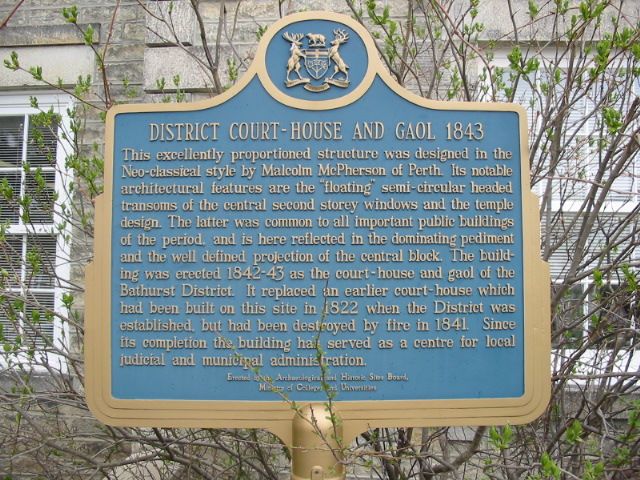 DISTRICT COURT-HOUSE AND GAOL 1843
This excellently proportioned structure was designed in the
Neo-classical style by Malcolm McPherson of Perth. Its notable
architectural features are the "floating" semi-circular headed
transoms of the central second storey windows and the temple
design. The latter was common to all important public buildings
of the period, and is here reflected in the dominating pediment
and the well defined projection of the central block. The build-
ing was erected 1842-43 as the court-house and gaol of the
Bathurst District. It replaced an earlier court-house which
had been built on this site in 1822 when the District was
established, but had been destroyed by fire in 1841. Since
its completion the building has served as a centre for local
judicial and municipal administration.
Erected by the Archaeological and Historic Sites Board,
Ministry of Colleges and Universities